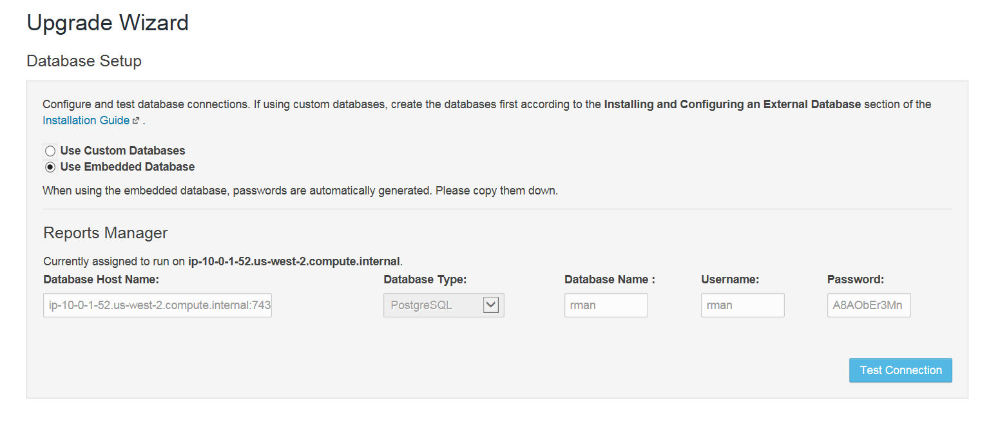 Upgrade Wizard
Database Setup
Configure and test database connections. If using custom databases, create the databases first according to the Installing and Configuring an External Database section of the
Installation Guide .
Use Custom Databases
Use Embedded Database
When using the embedded database, passwords are automatically generated. Please copy them down.
Reports Manager
Currently assigned to run on ip-10-0-1-52.us-west-2.compute.internal.
Database Host Name: Database Type: Database Name : Username: Password:
ip-10-0-1-52.us-west-2.compute.internal:743 PostgreSQL rman rman A8AObEr3Mn
Test Connection